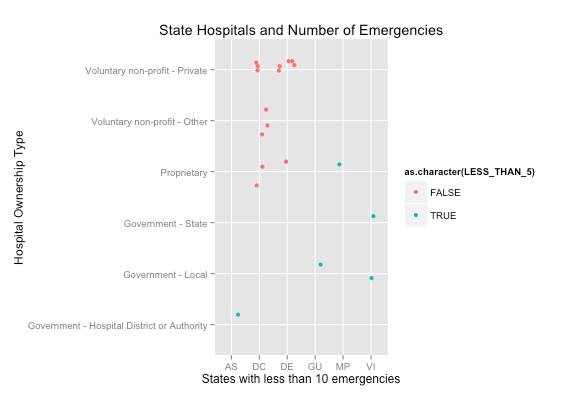 State Hospitals and Number of Emergencies
Hospital Ownership Type
Voluntary non-profit - Private
Voluntary non-profit - Other
Proprietary
Government - State
Government - Local
Government - Hospital District or Authority
AS DC DE GU MP VI
States with less than 10 emergencies
as.character(LESS_THAN_5)
FALSE
TRUE